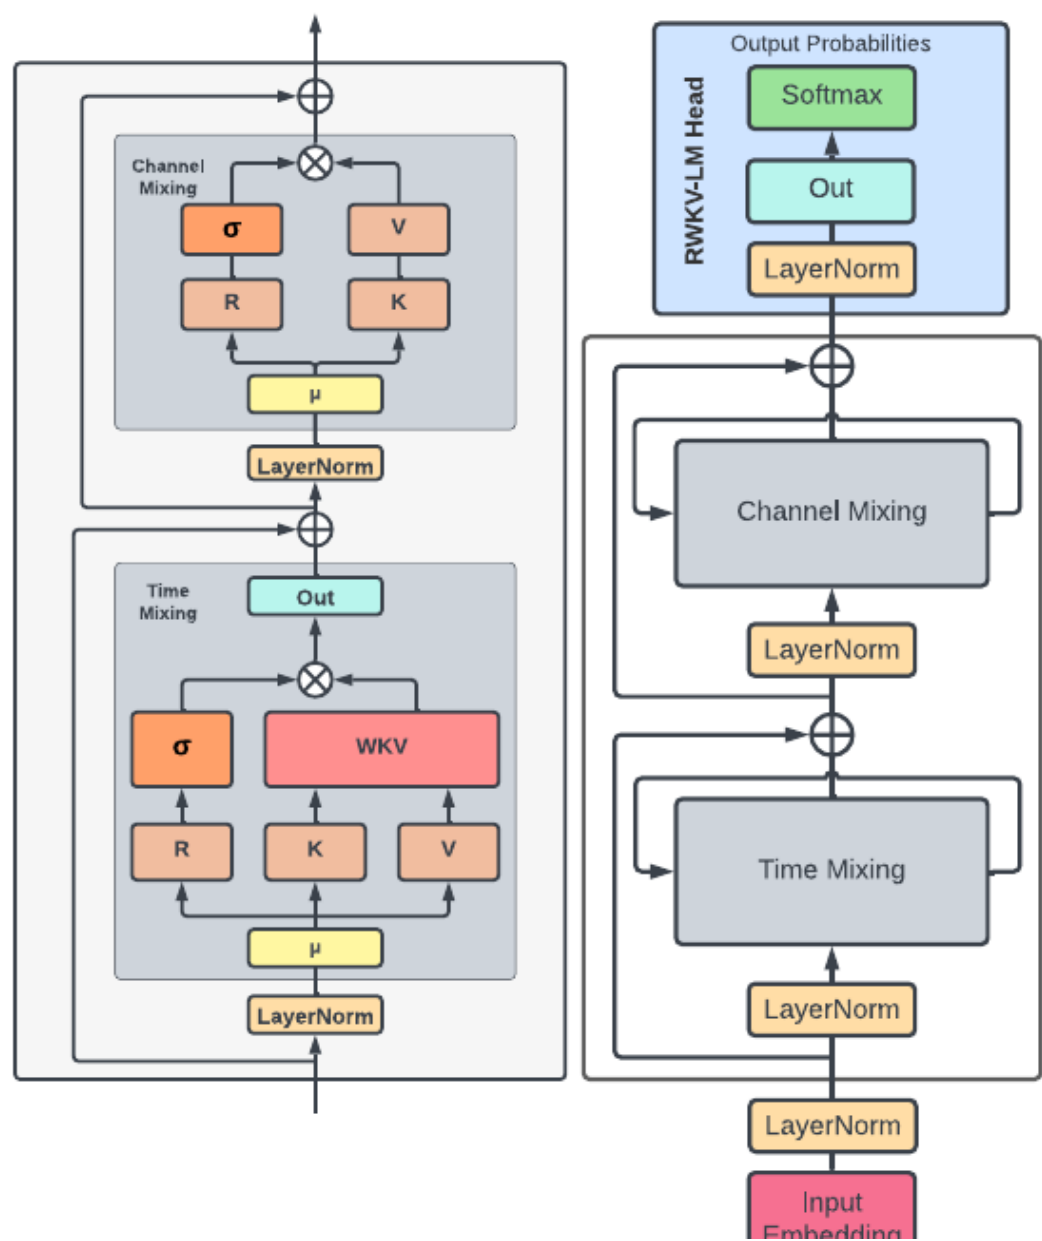 Channel
Mixing
σ
V
R
K
μ
LayerNorm
Time
Mixing
Out
σ
WKV
R
K
V
μ
LayerNorm
Output Probabilities
RWKV-LM Head
Softmax
Out
LayerNorm
Channel Mixing
LayerNorm
Time Mixing
LayerNorm
LayerNorm
Input
Embedding